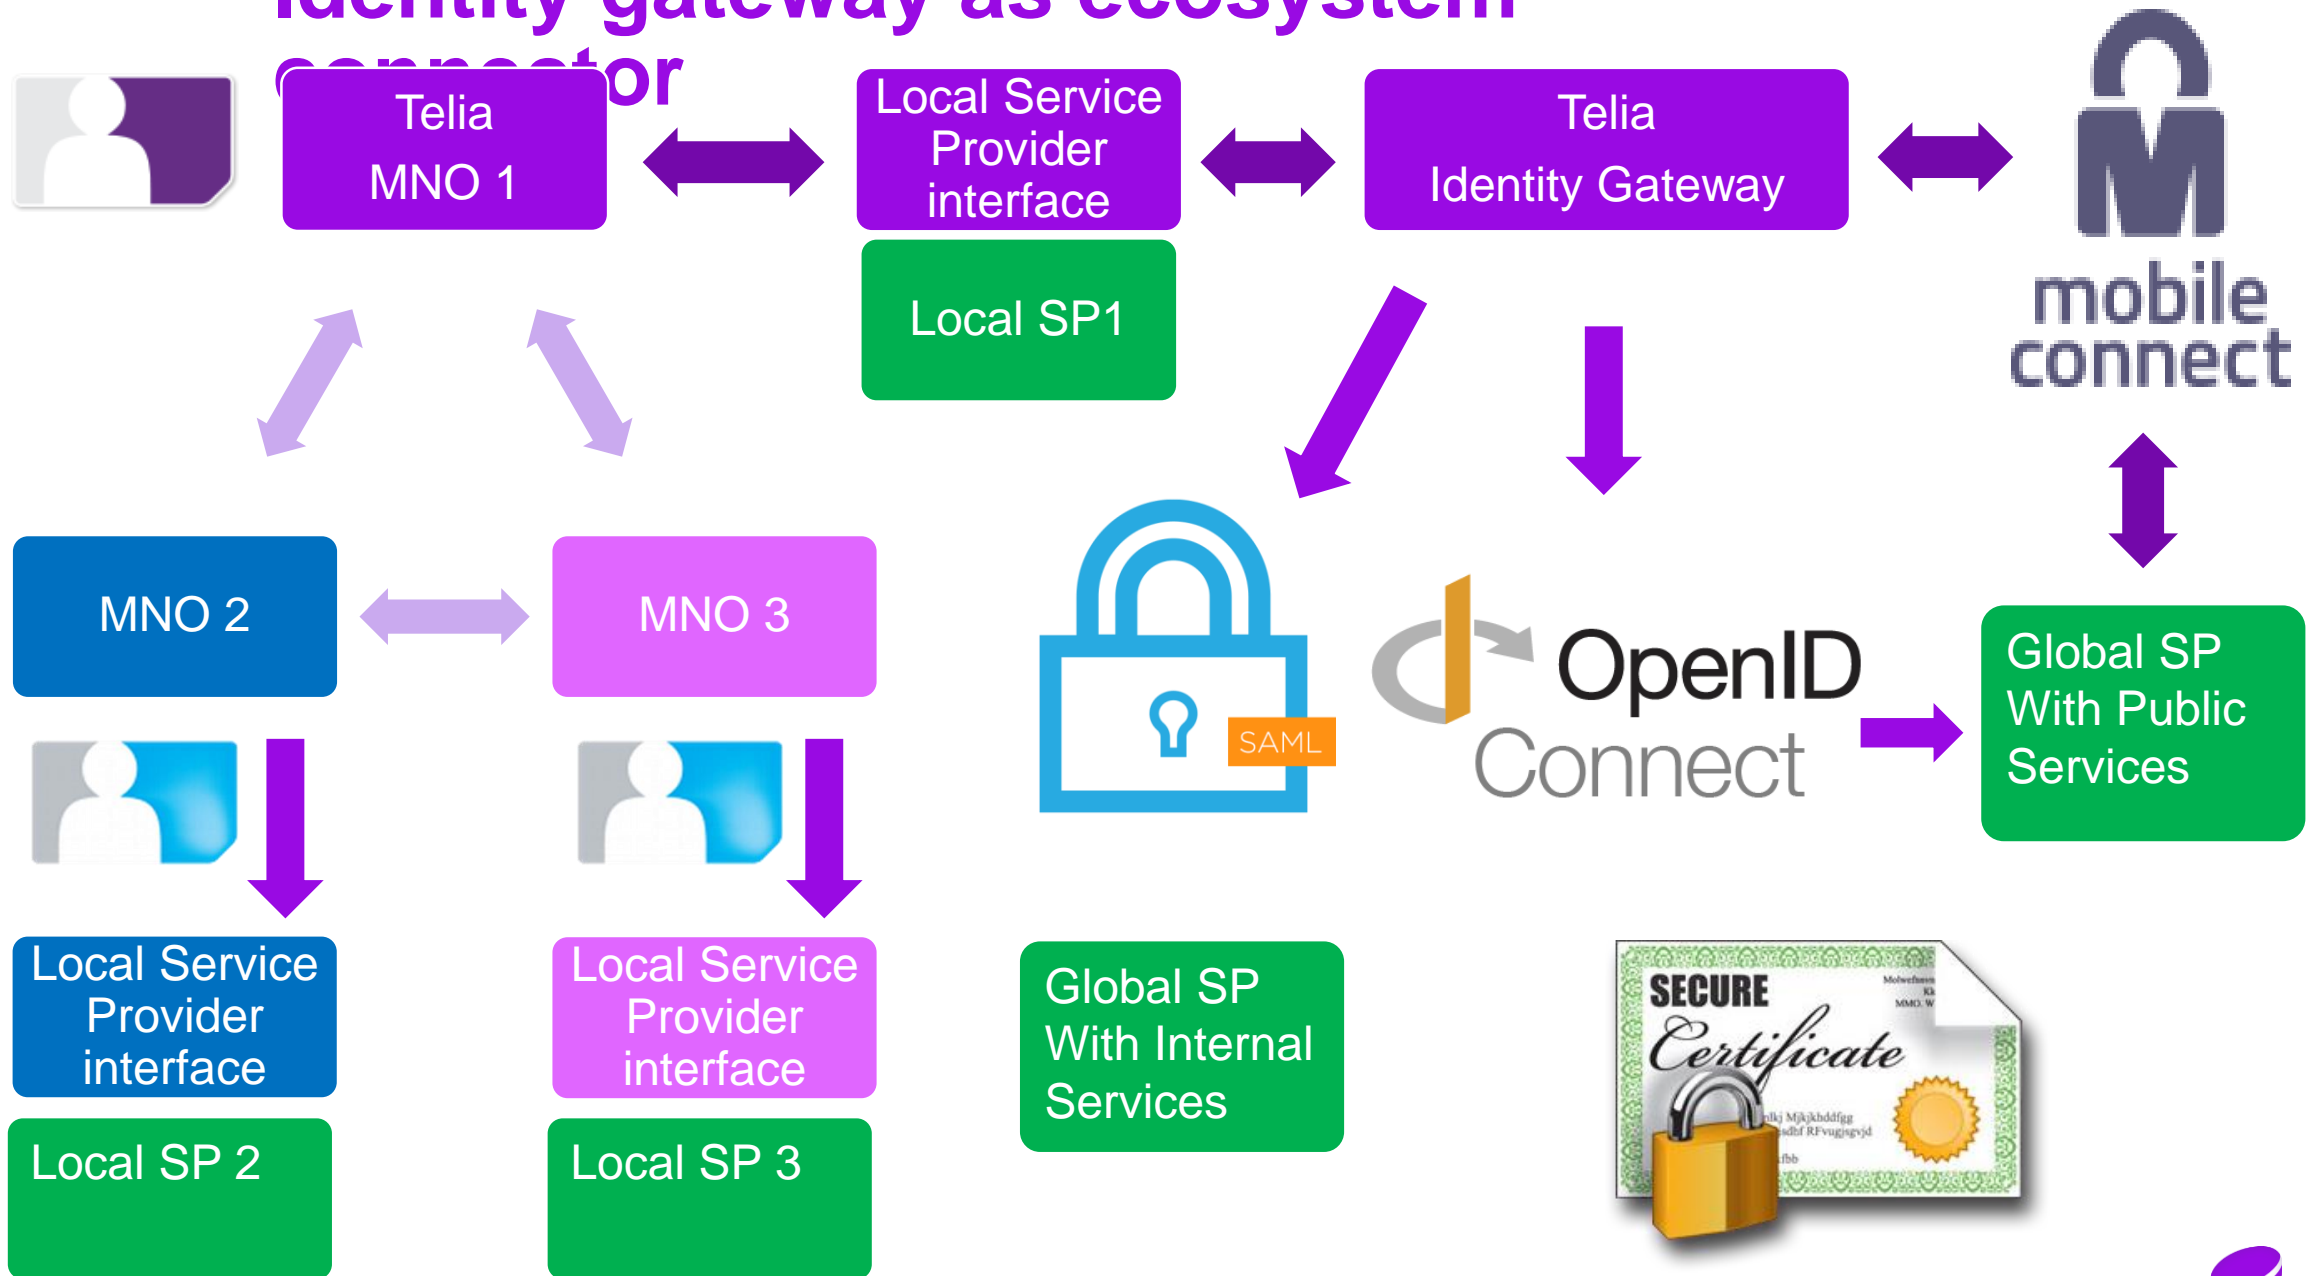 Identity gateway as ecosystem
connector
Telia
MNO 1
Local Service
Provider
interface
Telia
Identity Gateway
Local SP1
mobile
connect
MNO 2
MNO 3
SAML
OpenID
Connect
Global SP
With Public
Services
Local Service
Provider
interface
Local Service
Provider
interface
Global SP
With Internal
Services
SECURE
Certificate
MMO. W
Local SP 2
Local SP 3